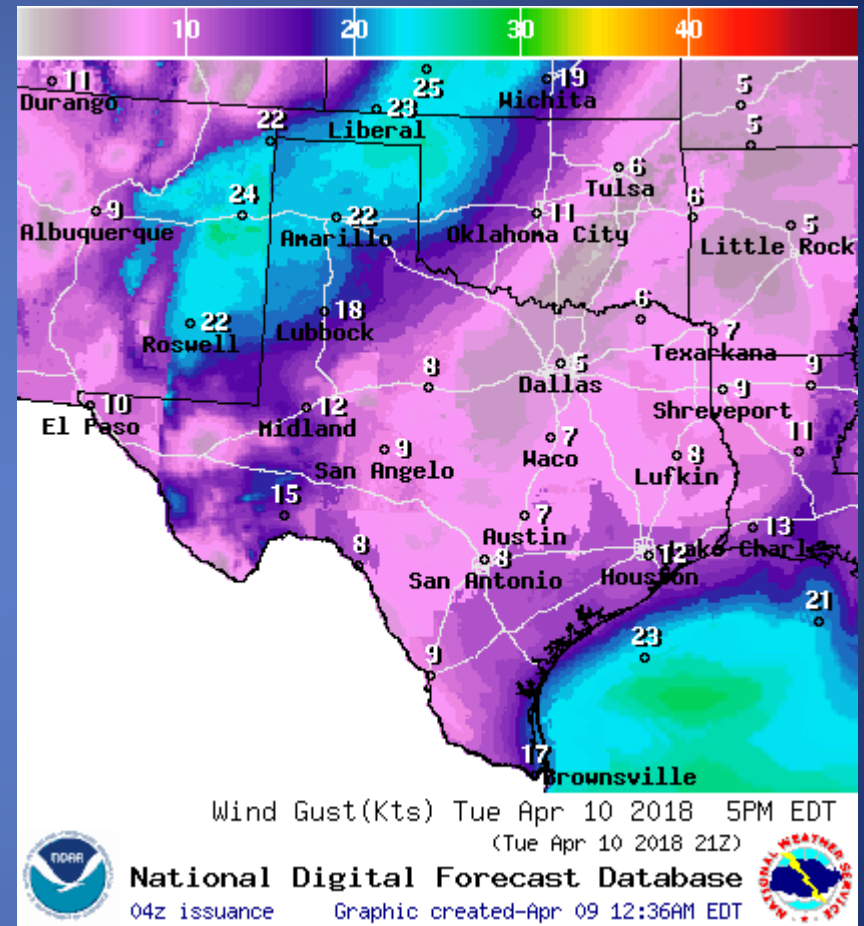 10 20 30 40
11
Durango
25
19
Wichita
23
Liberal
5
22
5
6
Tulsa
24
22
Amarillo
9
Albuquerque
11
Oklahoma City
6
5
Little Rock
22
Roswell
18
Lubbock
6
7
Texarkana
8
5
Dallas
9
Shreveport
9
10
El Paso
12
Midland
9
San Angelo
7
Waco
8
Lufkin
11
15
7
Austin
13
Lake Charles
8
8
San Antonio
12
Houston
21
23
9
17
Brownsville
Wind Gust(Kts) Tue Apr 10 2018 5PM EDT
(Tue Apr 10 2018 21Z)
NOAA
National Digital Forecast Database
04z issuance Graphic created-Apr 09 12:36AM EDT
NATIONAL WEATHER SERVICE